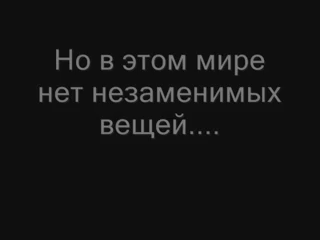 Но в этом мире
нет незаменимых
вещей....